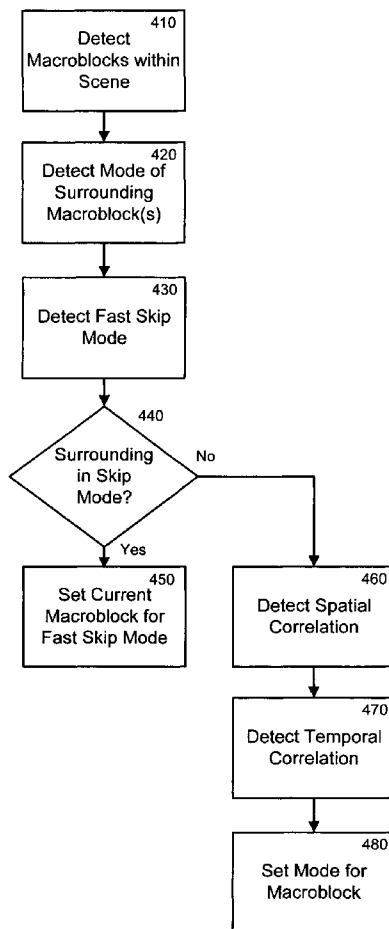 410
Detect
Macroblocks within
Scene
420
Detect Mode of
Surrounding
Macroblock(s)
430
Detect Fast Skip
Mode
440
Surrounding
in Skip
Mode?
No
Yes
450
Set Current
Macroblock for
Fast Skip Mode
460
Detect Spatial
Correlation
470
Detect Temporal
Correlation
480
Set Mode for
Macroblock